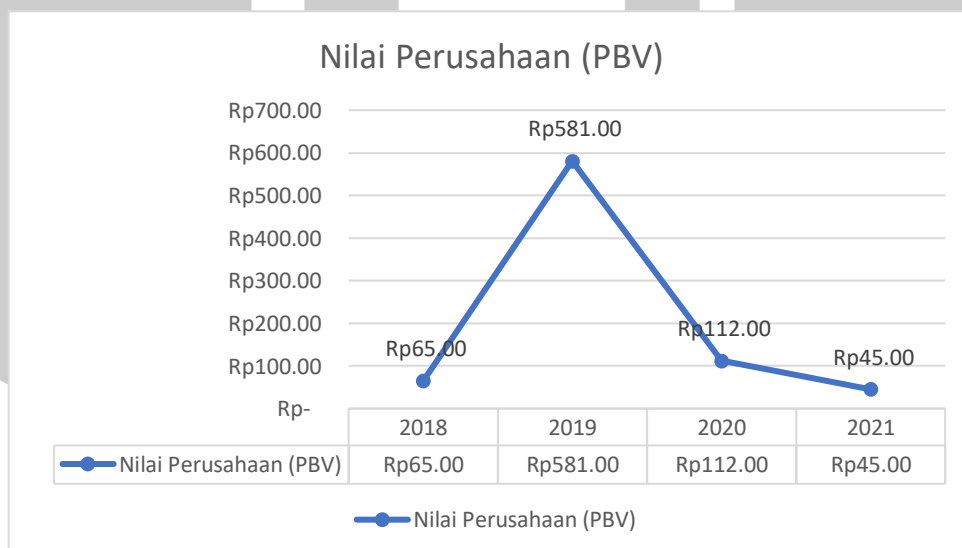 Nilai Perusahaan (PBV)
Rp700.00
Rp600.00
Rp500.00
Rp400.00
Rp300.00
Rp200.00
Rp100.00
Rp-
Rp65.00
Rp581.00
Rp112.00
Rp45.00
2018 2019 2020 2021
Nilai Perusahaan (PBV) Rp65.00 Rp581.00 Rp112.00 Rp45.00
Nilai Perusahaan (PBV)